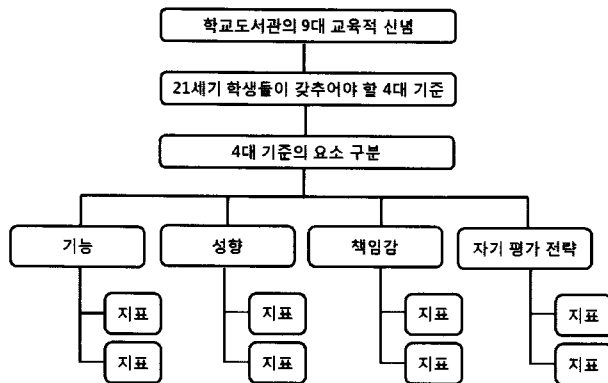 학교도서관의 9대 교육적 신념
21세기 학생들이 갖추어야 할 4대 기준
4대 기준의 요소 구분
기능
성향
책임감
자기 평가 전략
지표
지표
지표
지표
지표
지표
지표
지표